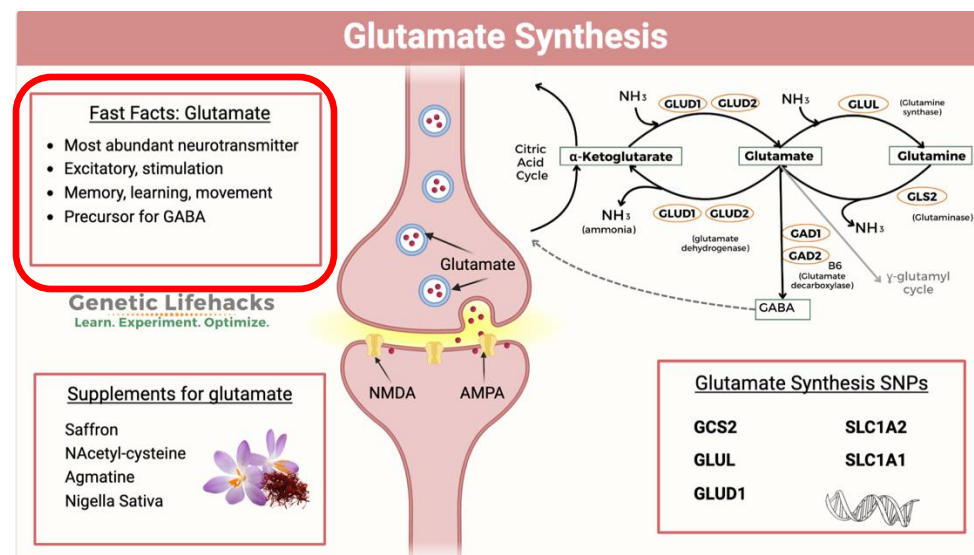 Glutamate Synthesis
Fast Facts: Glutamate
• Most abundant neurotransmitter
• Excitatory, stimulation
• Memory, learning, movement
• Precursor for GABA
Genetic Lifehacks
Learn. Experiment. Optimize.
Supplements for glutamate
Saffron
NAcetyl-cysteine
Agmatine
Nigella Sativa
Glutamate
NMDA
AMPA
Citric
Acid
Cycle
α-Ketoglutarate
NH₃
GLUD1
GLUD2
Glutamate
NH₃
GLUL
(Glutamine
synthase)
Glutamine
NH₃
(ammonia)
GLUD1
GLUD2
(glutamate
dehydrogenase)
GLS2
(Glutaminase)
NH₃
GAD1
GAD2
B6
(Glutamate
decarboxylase)
γ-glutamyl
cycle
GABA
Glutamate Synthesis SNPs
GCS2
SLC1A2
GLUL
SLC1A1
GLUD1